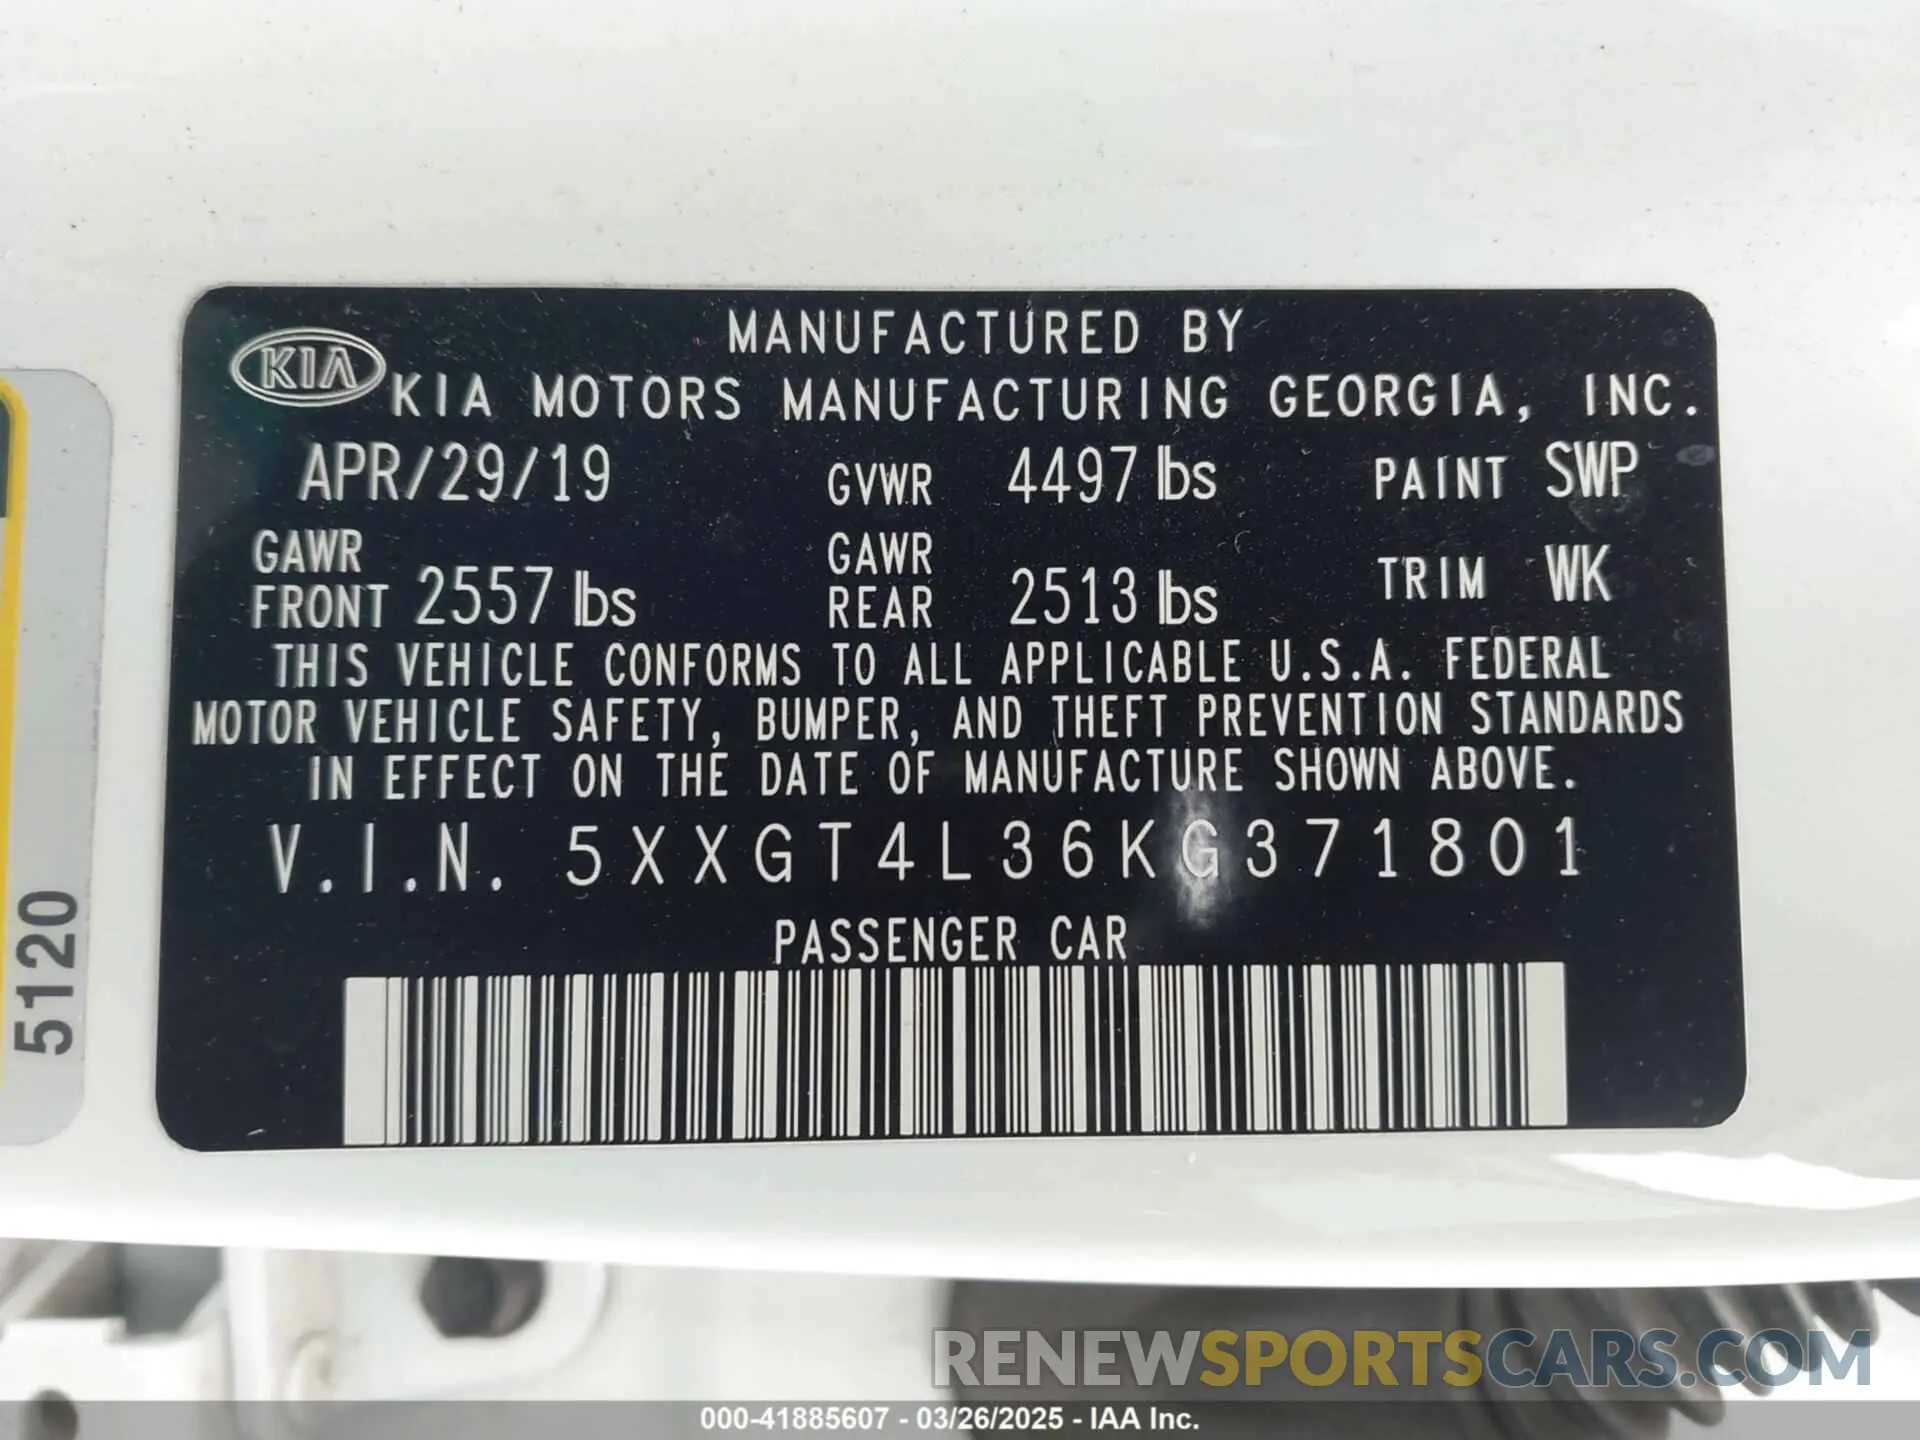 MANUFACTURED BY
KIA KIA MOTORS MANUFACTURING GEORGIA, INC.
APR/29/19 GVWR 4497 lbs PAINT SWP
GAWR FRONT 2557 lbs GAWR REAR 2513 lbs TRIM WK
THIS VEHICLE CONFORMS TO ALL APPLICABLE U.S.A. FEDERAL
MOTOR VEHICLE SAFETY, BUMPER, AND THEFT PREVENTION STANDARDS
IN EFFECT ON THE DATE OF MANUFACTURE SHOWN ABOVE.
V.I.N. 5XXGT4L36KG371801
PASSENGER CAR
5120
RENEWSPORTSCARS.COM
000-41885607 - 03/26/2025 - IAA Inc.